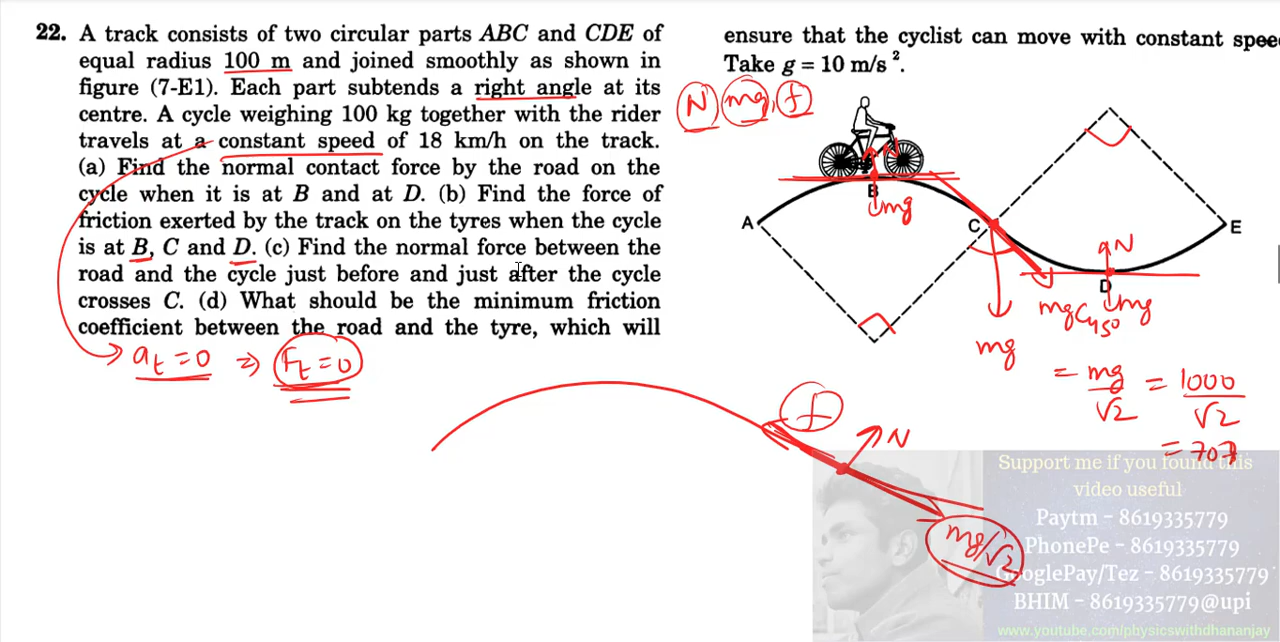 22. A track consists of two circular parts ABC and CDE of
equal radius 100 m and joined smoothly as shown in
figure (7-E1). Each part subtends a right angle at its
centre. A cycle weighing 100 kg together with the rider
travels at a constant speed of 18 km/h on the track.
(a) Find the normal contact force by the road on the
cycle when it is at B and at D. (b) Find the force of
friction exerted by the track on the tyres when the cycle
is at B, C and D. (c) Find the normal force between the
road and the cycle just before and just after the cycle
crosses C. (d) What should be the minimum friction
coefficient between the road and the tyre, which will
ensure that the cyclist can move with constant spee
Take g = 10 m/s ².
N mg, f
N
B
mg
A
C
E
N
D
mg
mg
mg Cos 45°
= mg/√2 = 1000/√2
= 707
at = 0 ⇒ Ft = 0
f
N
mg/√2
Support me if you found this
video useful
Paytm - 8619335779
PhonePe - 8619335779
GooglePay/Tez - 8619335779
BHIM - 8619335779@upi
www.youtube.com/physicswithdhananjay